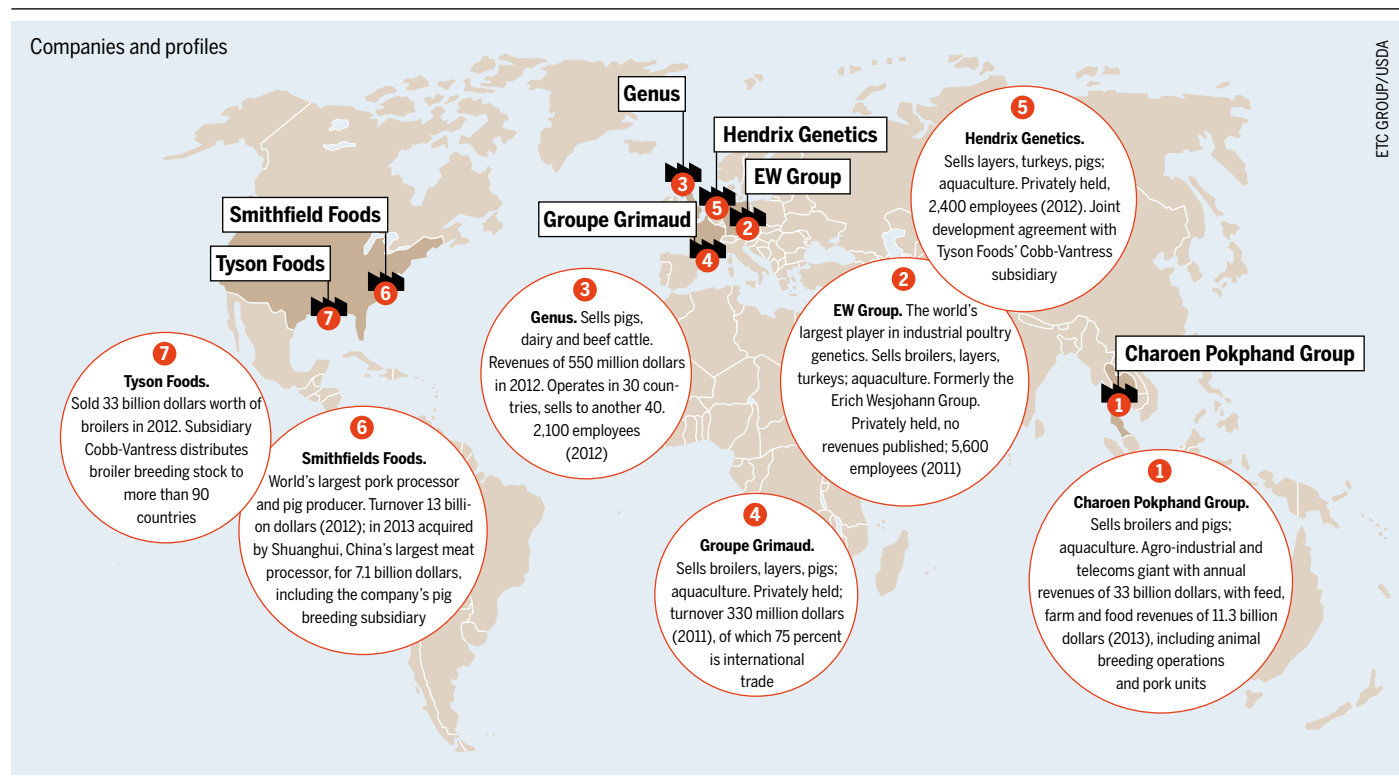 Companies and profiles
ETC GROUP/USDA
Genus
Hendrix Genetics
EW Group
Smithfield Foods
Groupe Grimaud
Tyson Foods
Charoen Pokphand Group
3
5
2
4
6
7
1
5
Hendrix Genetics.
Sells layers, turkeys, pigs;
aquaculture. Privately held,
2,400 employees (2012). Joint
development agreement with
Tyson Foods’ Cobb-Vantress
subsidiary
3
Genus. Sells pigs,
dairy and beef cattle.
Revenues of 550 million dollars
in 2012. Operates in 30 coun-
tries, sells to another 40.
2,100 employees
(2012)
2
EW Group. The world’s
largest player in industrial poultry
genetics. Sells broilers, layers,
turkeys; aquaculture. Formerly the
Erich Wesjohann Group.
Privately held, no
revenues published; 5,600
employees (2011)
7
Tyson Foods.
Sold 33 billion dollars worth of
broilers in 2012. Subsidiary
Cobb-Vantress distributes
broiler breeding stock to
more than 90
countries
6
Smithfields Foods.
World’s largest pork processor
and pig producer. Turnover 13 billi-
on dollars (2012); in 2013 acquired
by Shuanghui, China’s largest meat
processor, for 7.1 billion dollars,
including the company’s pig
breeding subsidiary
4
Groupe Grimaud.
Sells broilers, layers, pigs;
aquaculture. Privately held;
turnover 330 million dollars
(2011), of which 75 percent
is international
trade
1
Charoen Pokphand Group.
Sells broilers and pigs;
aquaculture. Agro-industrial and
telecoms giant with annual
revenues of 33 billion dollars, with feed,
farm and food revenues of 11.3 billion
dollars (2013), including animal
breeding operations
and pork units